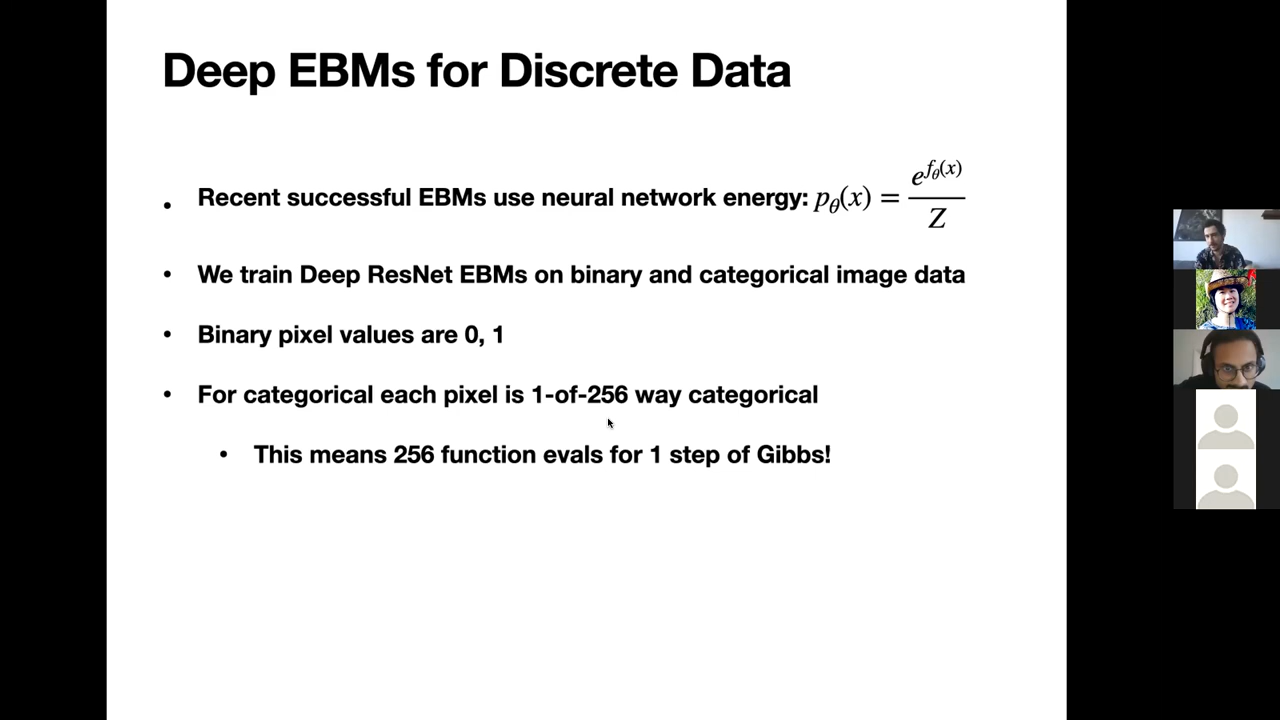 Deep EBMs for Discrete Data
• Recent successful EBMs use neural network energy: p_θ(x) = e^{f_θ(x)} / Z
• We train Deep ResNet EBMs on binary and categorical image data
• Binary pixel values are 0, 1
• For categorical each pixel is 1-of-256 way categorical
• This means 256 function evals for 1 step of Gibbs!